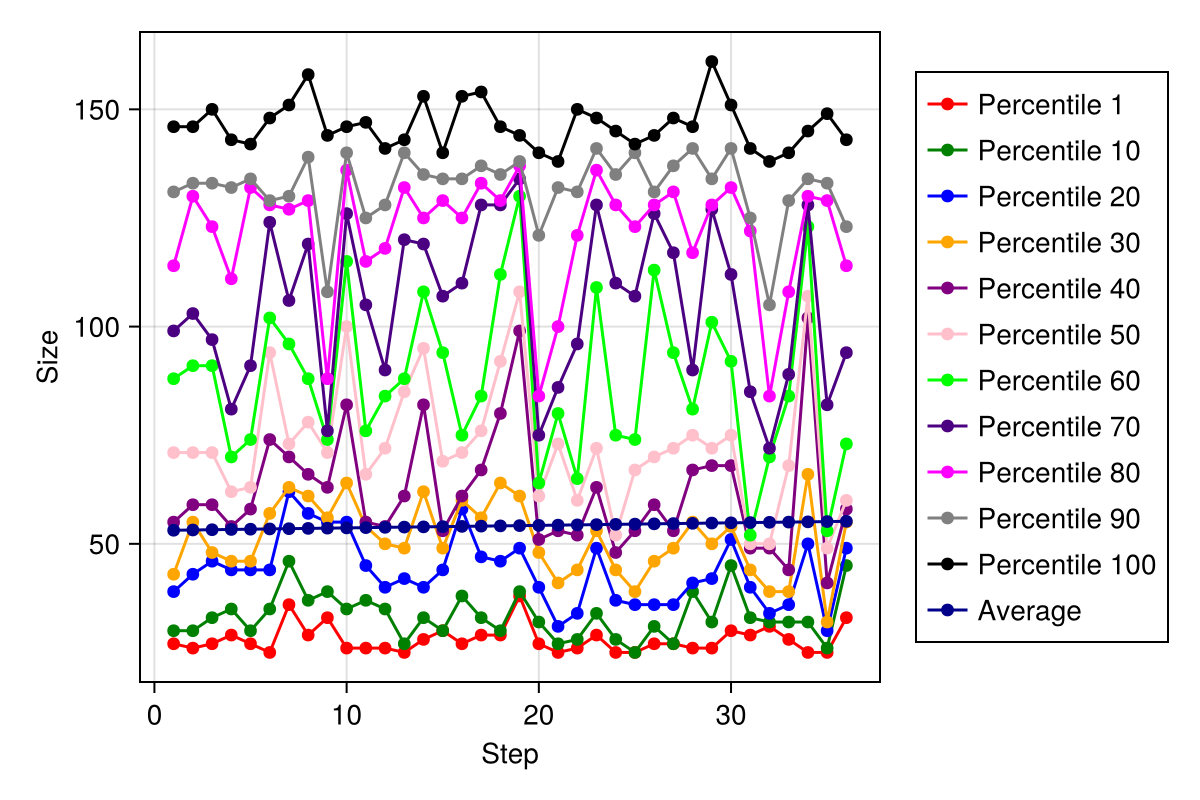 150
100
50
Size
0
10
20
30
Step
Percentile 1
Percentile 10
Percentile 20
Percentile 30
Percentile 40
Percentile 50
Percentile 60
Percentile 70
Percentile 80
Percentile 90
Percentile 100
Average